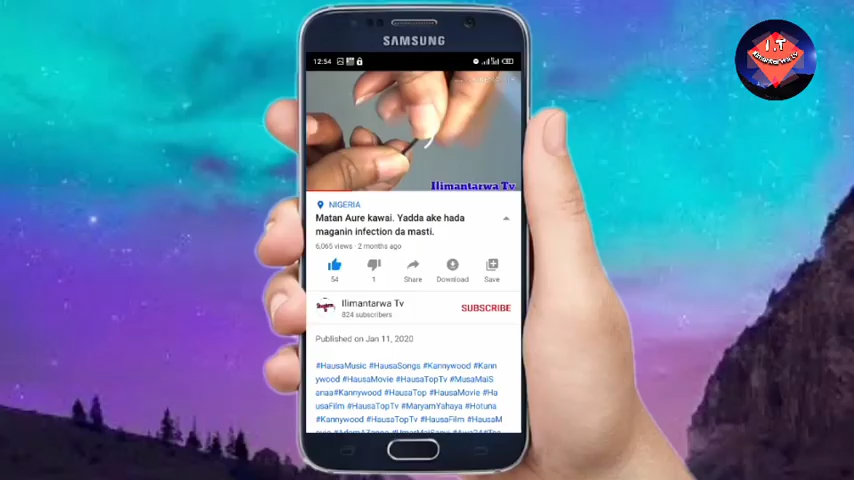 SAMSUNG
12:54
I.T
ilimantarwa tv
Ilimantarwa Tv
NIGERIA
Matan Aure kawai. Yadda ake hada
maganin infection da masti.
6,065 views · 2 months ago
54
1
Share
Download
Save
Ilimantarwa Tv
824 subscribers
SUBSCRIBE
Published on Jan 11, 2020
#HausaMusic #HausaSongs #Kannywood #Kann
ywood #HausaMovie #HausaTopTv #MusaMaiS
anaa#Kannywood #HausaTop #HausaMovie #Ha
usaFilm #HausaTopTv #MaryamYahaya #Hotuna
#Kannywood #HausaTopTv #HausaFilm #HausaM